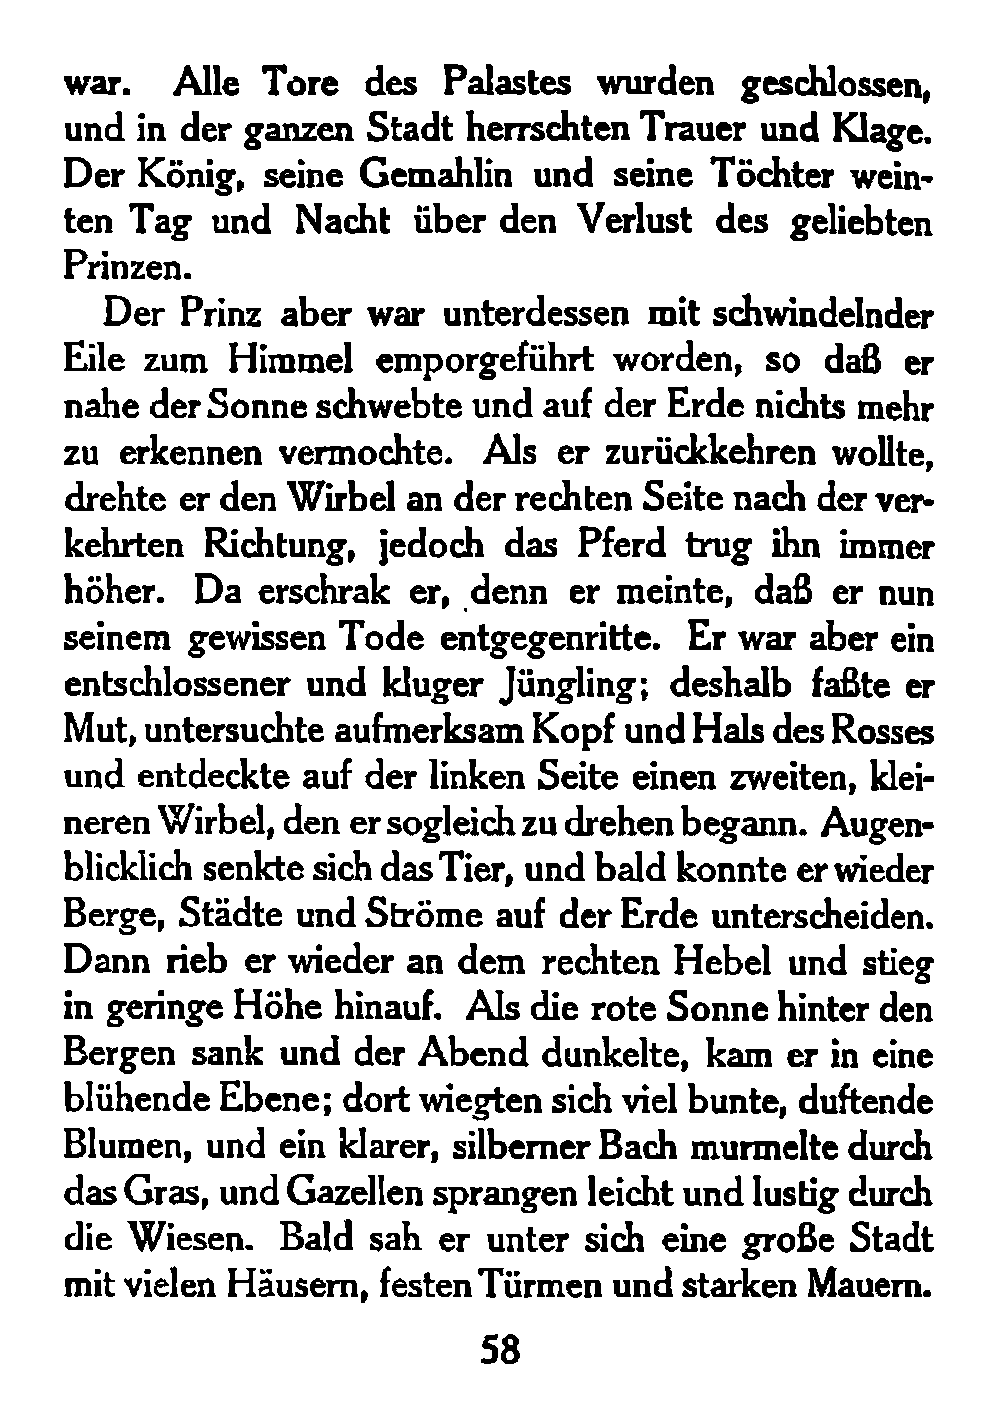 war. Alle Tore des Palastes wurden geschlossen,
und in der ganzen Stadt herrschten Trauer und Klage.
Der König, seine Gemahlin und seine Töchter wein-
ten Tag und Nacht über den Verlust des geliebten
Prinzen.
Der Prinz aber war unterdessen mit schwindelnder
Eile zum Himmel emporgeführt worden, so daß er
nahe der Sonne schwebte und auf der Erde nichts mehr
zu erkennen vermochte. Als er zurückkehren wollte,
drehte er den Wirbel an der rechten Seite nach der ver-
kehrten Richtung, jedoch das Pferd trug ihn immer
höher. Da erschrak er, denn er meinte, daß er nun
seinem gewissen Tode entgegenritte. Er war aber ein
entschlossener und kluger Jüngling; deshalb faßte er
Mut, untersuchte aufmerksam Kopf und Hals des Rosses
und entdeckte auf der linken Seite einen zweiten, klei-
neren Wirbel, den er sogleich zu drehen begann. Augen-
blicklich senkte sich das Tier, und bald konnte er wieder
Berge, Städte und Ströme auf der Erde unterscheiden.
Dann rieb er wieder an dem rechten Hebel und stieg
in geringe Höhe hinauf. Als die rote Sonne hinter den
Bergen sank und der Abend dunkelte, kam er in eine
blühende Ebene; dort wiegten sich viel bunte, duftende
Blumen, und ein klarer, silberner Bach murmelte durch
das Gras, und Gazellen sprangen leicht und lustig durch
die Wiesen. Bald sah er unter sich eine große Stadt
mit vielen Häusern, festen Türmen und starken Mauern.
58